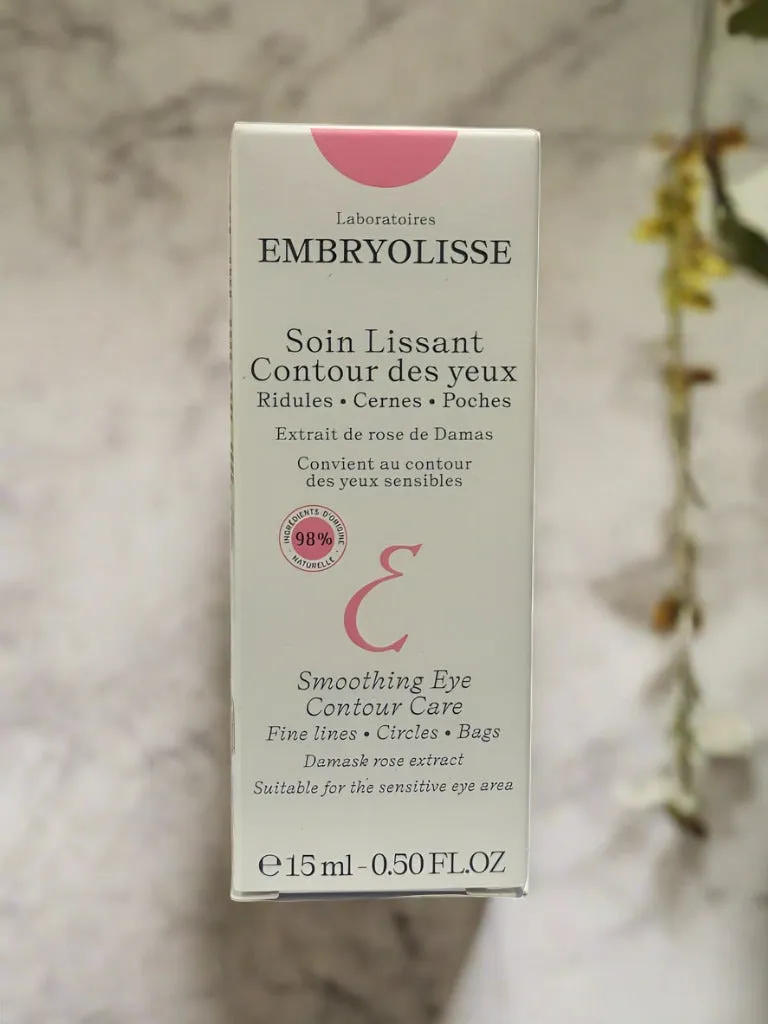 Laboratoires
EMBRYOLISSE
Soin Lissant
Contour des yeux
Ridules • Cernes • Poches
Extrait de rose de Damas
Convient au contour
des yeux sensibles
INGRÉDIENTS D'ORIGINE
98%
NATURELLE
Smoothing Eye
Contour Care
Fine lines • Circles • Bags
Damask rose extract
Suitable for the sensitive eye area
℮ 15 ml - 0.50 FL.OZ